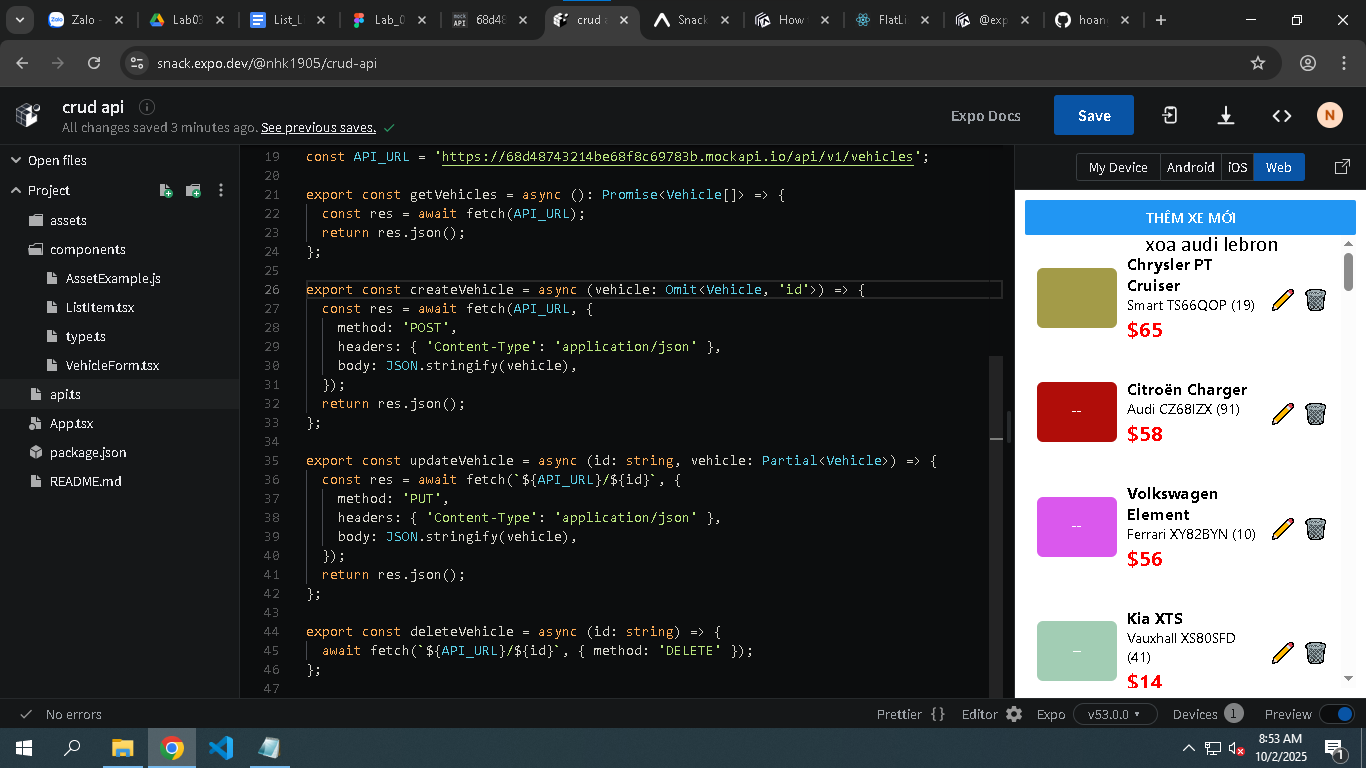 Zalo -
Lab03
List_L
Lab_0
68d48
crud a
Snack
How
FlatLi
@exp
hoan
snack.expo.dev/@nhk1905/crud-api
crud api
All changes saved 3 minutes ago. See previous saves.
Expo Docs
Save
N
Open files
Project
assets
components
AssetExample.js
ListItem.tsx
type.ts
VehicleForm.tsx
api.ts
App.tsx
package.json
README.md
19 const API_URL = 'https://68d48743214be68f8c69783b.mockapi.io/api/v1/vehicles';
20
21 export const getVehicles = async (): Promise<Vehicle[]> => {
22 const res = await fetch(API_URL);
23 return res.json();
24 };
25
26 export const createVehicle = async (vehicle: Omit<Vehicle, 'id'>) => {
27 const res = await fetch(API_URL, {
28 method: 'POST',
29 headers: { 'Content-Type': 'application/json' },
30 body: JSON.stringify(vehicle),
31 });
32 return res.json();
33 };
34
35 export const updateVehicle = async (id: string, vehicle: Partial<Vehicle>) => {
36 const res = await fetch(`${API_URL}/${id}`, {
37 method: 'PUT',
38 headers: { 'Content-Type': 'application/json' },
39 body: JSON.stringify(vehicle),
40 });
41 return res.json();
42 };
43
44 export const deleteVehicle = async (id: string) => {
45 await fetch(`${API_URL}/${id}`, { method: 'DELETE' });
46 };
47
My Device Android iOS Web
THÊM XE MỚI
xoa audi lebron
Chrysler PT
Cruiser
Smart TS66QOP (19)
$65
--
Citroën Charger
Audi CZ68IZX (91)
$58
--
Volkswagen
Element
Ferrari XY82BYN (10)
$56
--
Kia XTS
Vauxhall XS80SFD
(41)
$14
No errors
Prettier {}
Editor
Expo v53.0.0
Devices 1
Preview
8:53 AM
10/2/2025
1